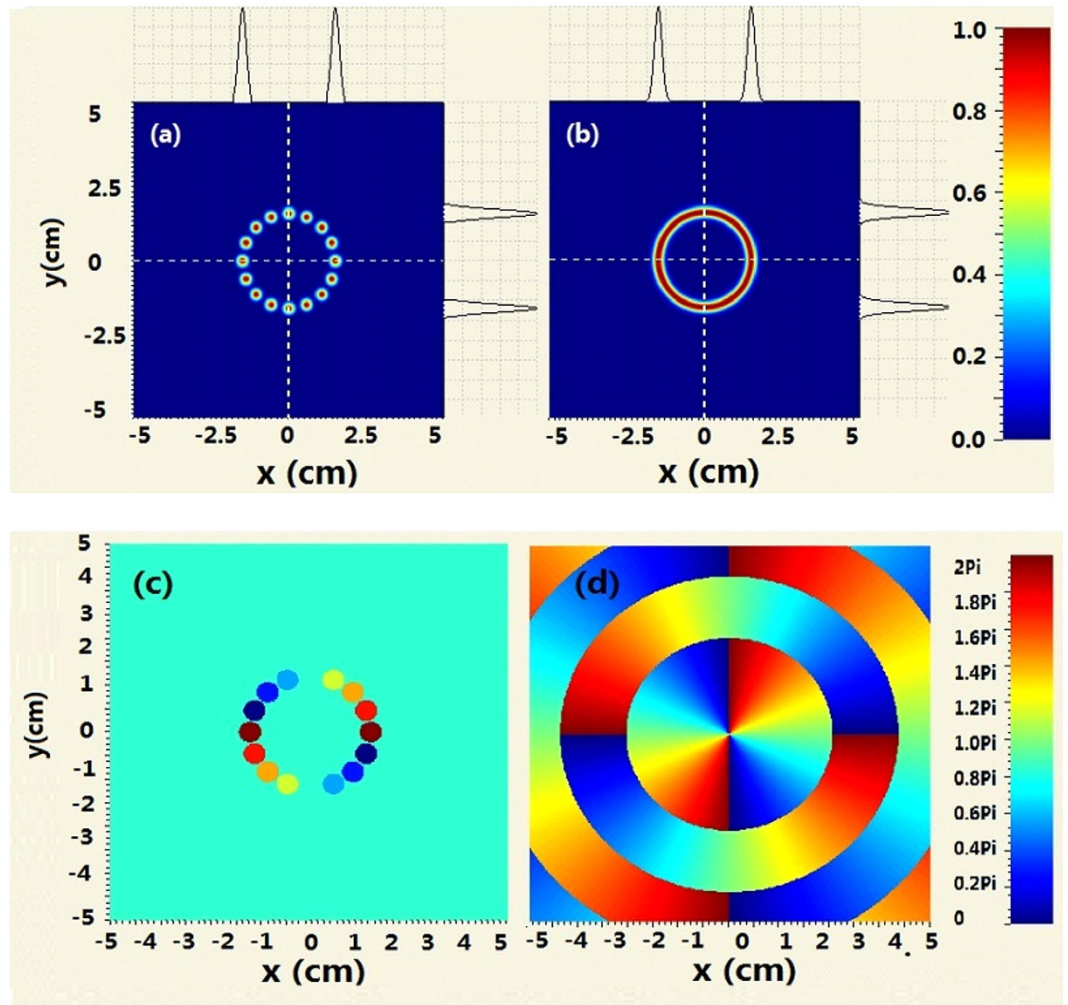 1.0
(a)
(b)
5
2.5
0
-2.5
-5
y(cm)
0.8
0.6
0.4
0.2
0.0
-5 -2.5 0 2.5 5
-5 -2.5 0 2.5 5
x (cm)
x (cm)
(c)
(d)
5
4
3
2
1
0
-1
-2
-3
-4
-5
y(cm)
2Pi
1.8Pi
1.6Pi
1.4Pi
1.2Pi
1.0Pi
0.8Pi
0.6Pi
0.4Pi
0.2Pi
0
-5 -4 -3 -2 -1 0 1 2 3 4 5
-5 -4 -3 -2 -1 0 1 2 3 4 5
x (cm)
x (cm)